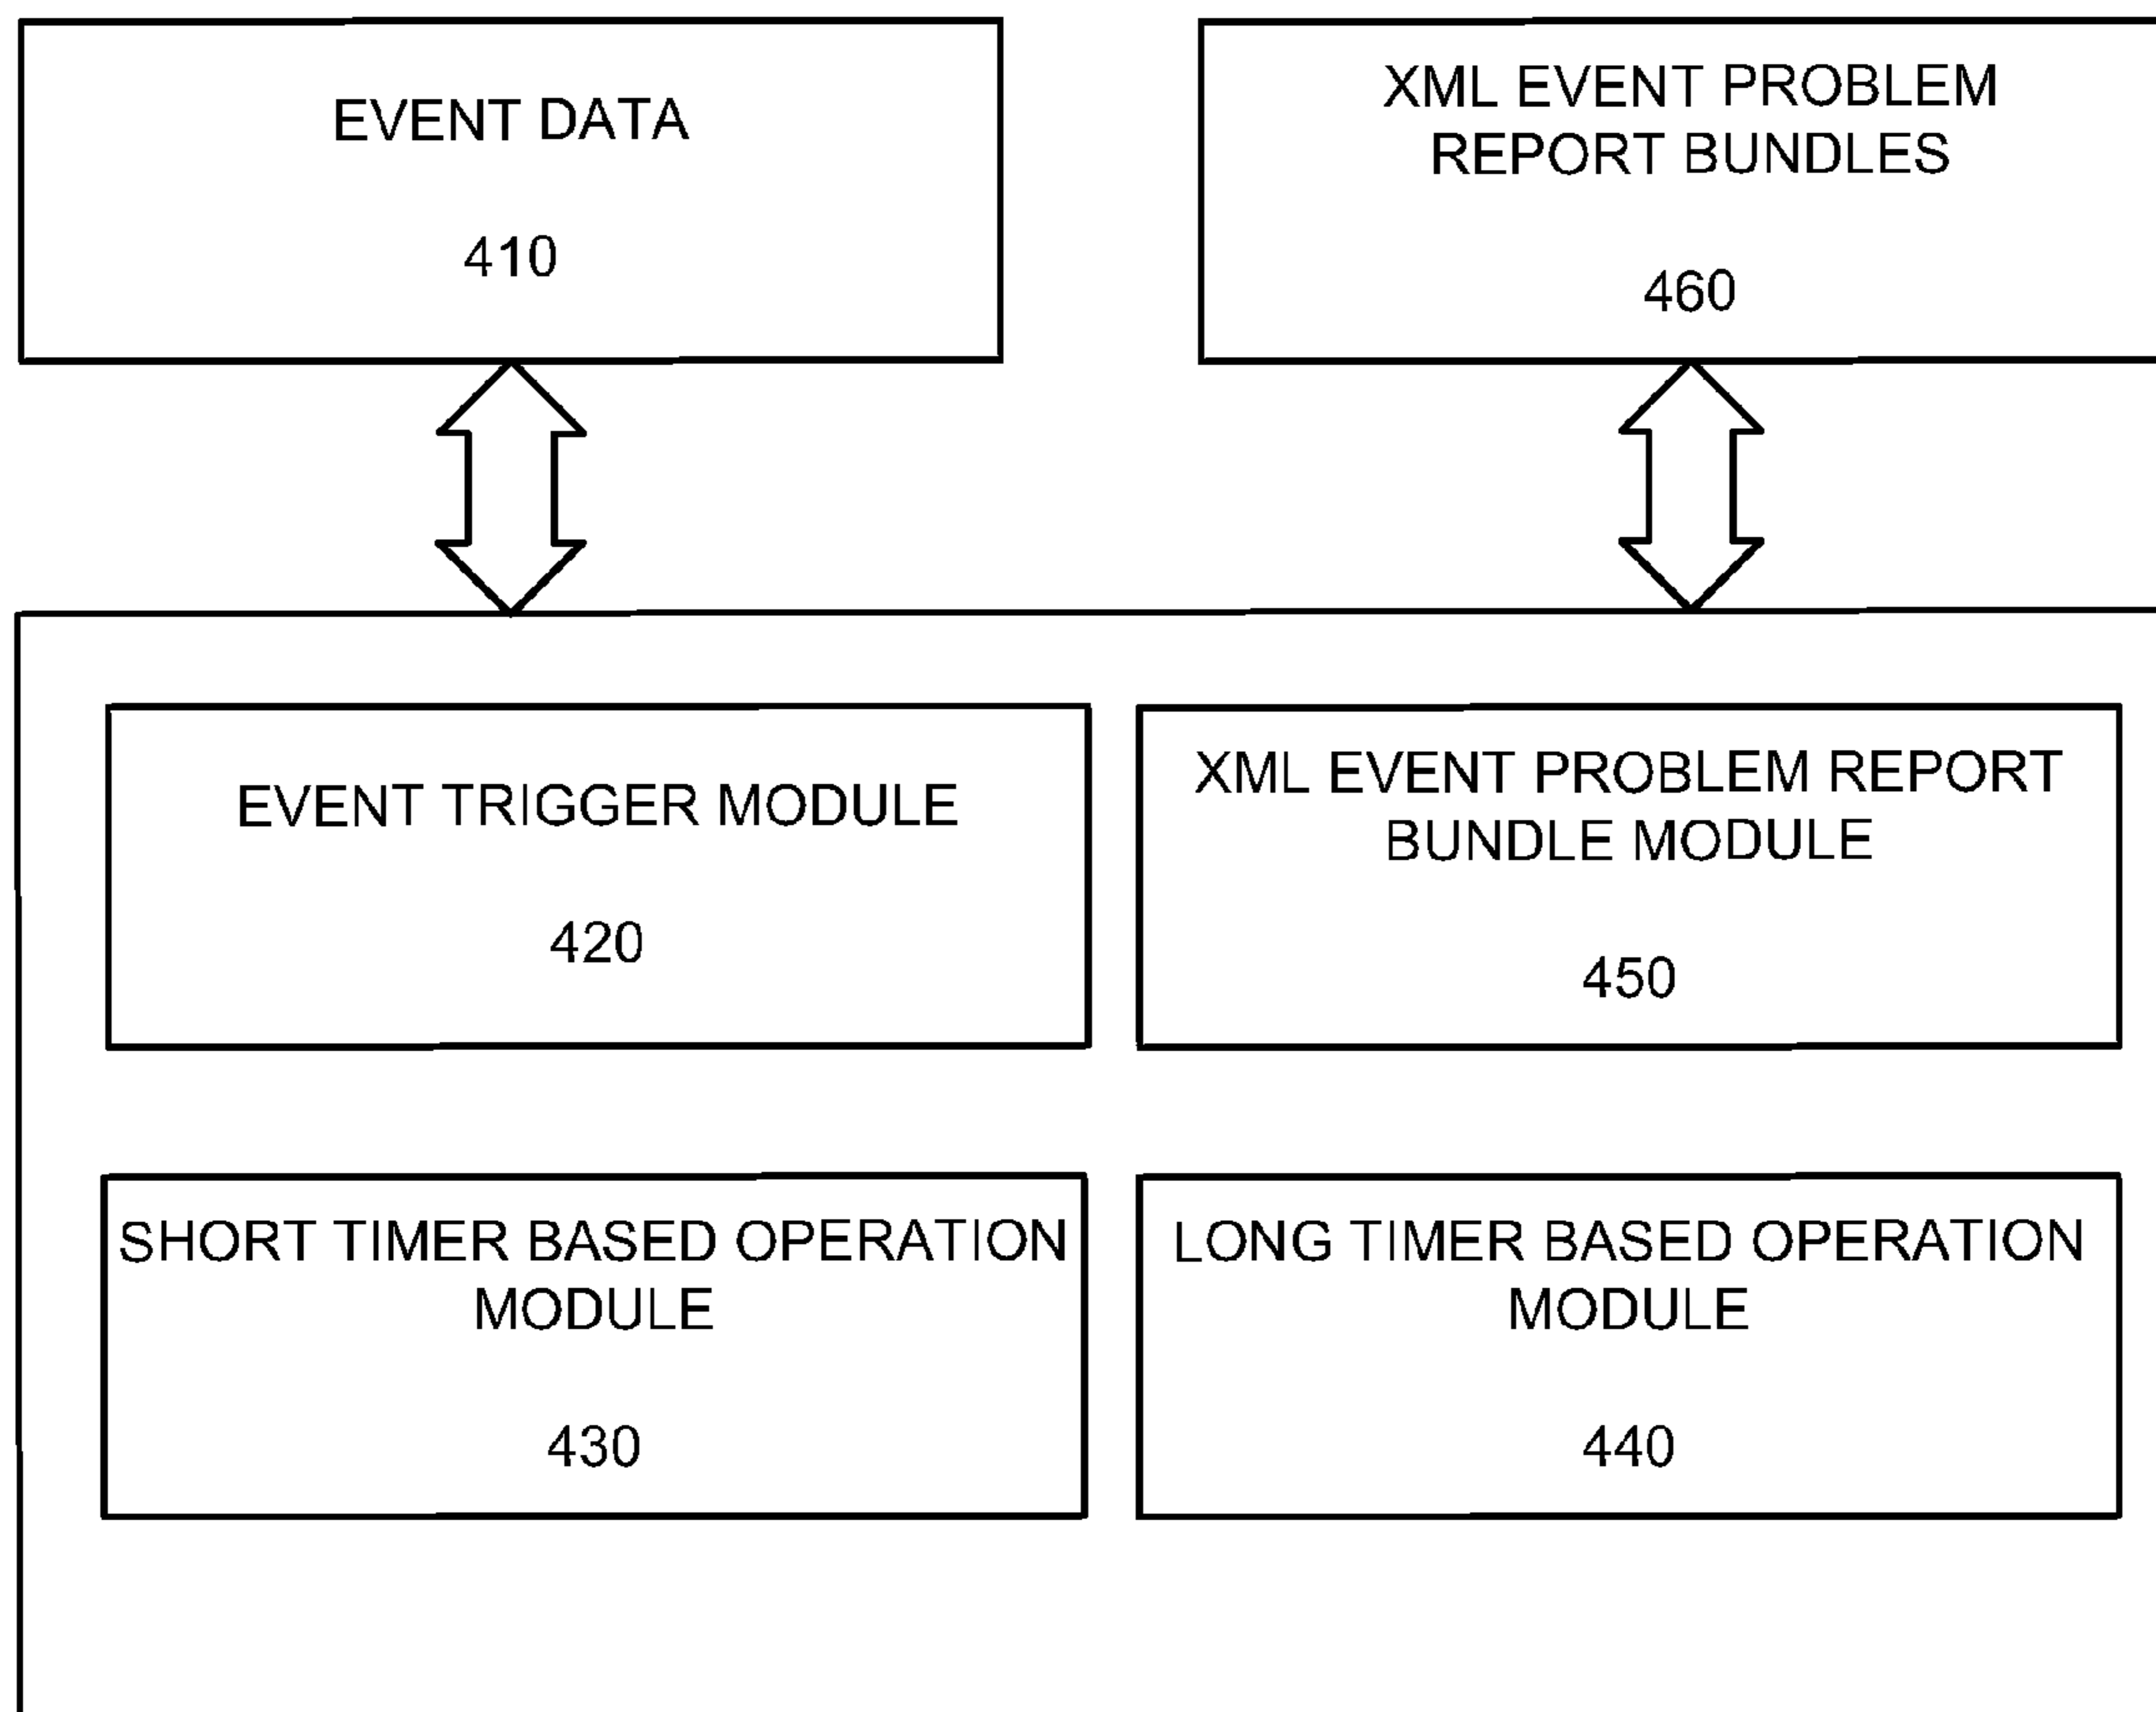 EVENT DATA
410
XML EVENT PROBLEM
REPORT BUNDLES
460
EVENT TRIGGER MODULE
420
XML EVENT PROBLEM REPORT
BUNDLE MODULE
450
SHORT TIMER BASED OPERATION
MODULE
430
LONG TIMER BASED OPERATION
MODULE
440